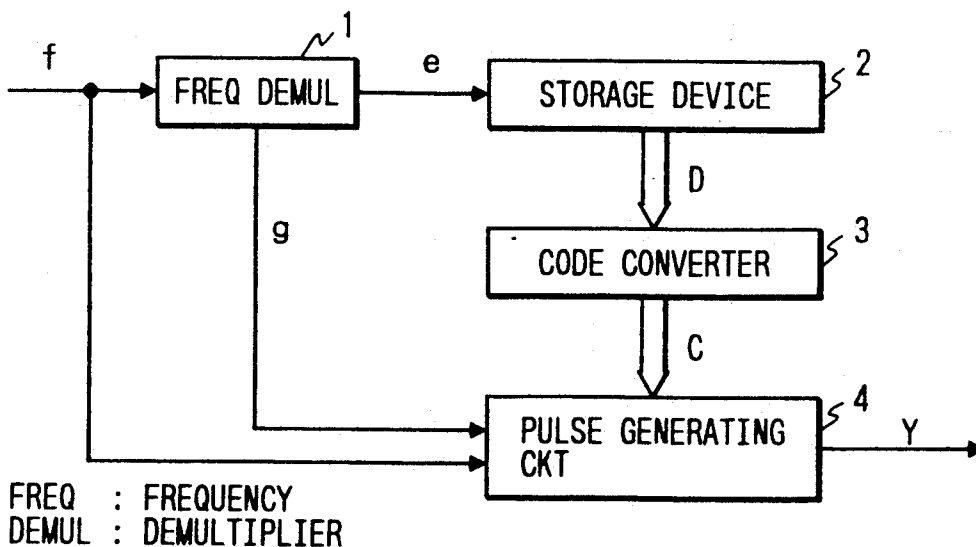 1
f
FREQ DEMUL
e
STORAGE DEVICE
2
D
g
CODE CONVERTER
3
C
PULSE GENERATING
CKT
4
Y
FREQ : FREQUENCY
DEMUL : DEMULTIPLIER